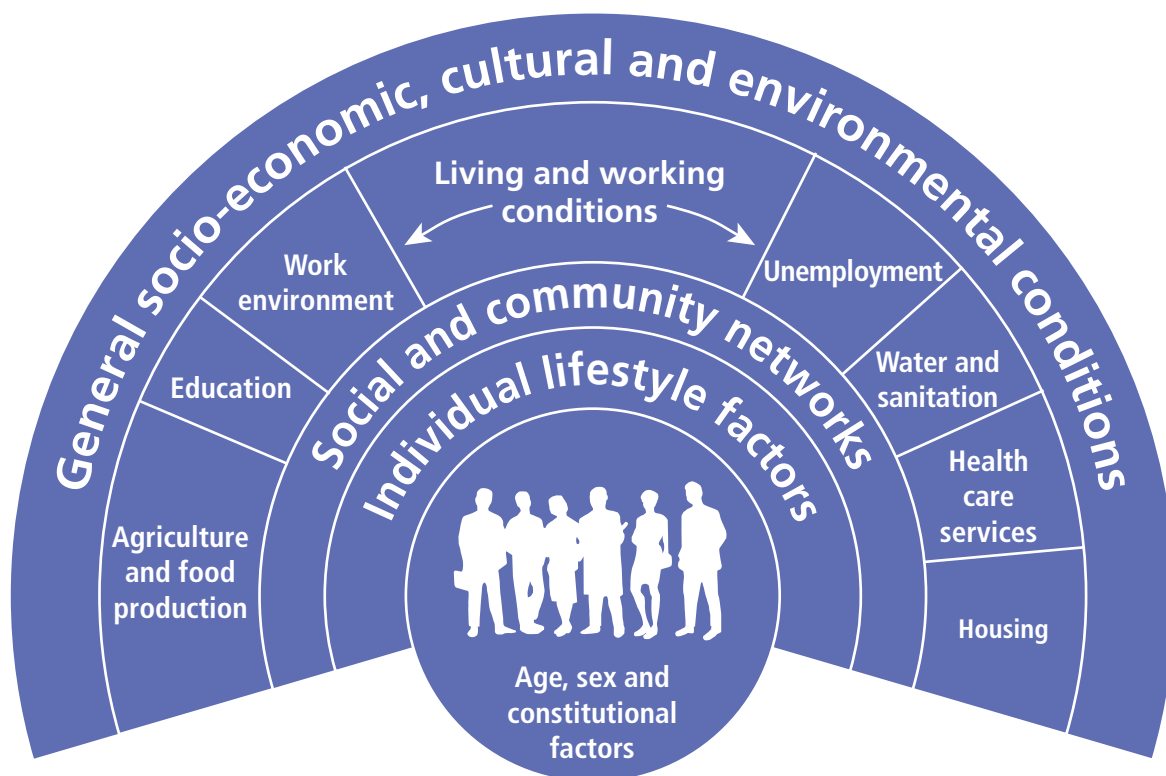 General socio-economic, cultural and environmental conditions
Living and working
conditions
Work
environment
Unemployment
Education
Water and
sanitation
Agriculture
and food
production
Health
care
services
Housing
Social and community networks
Individual lifestyle factors
Age, sex and
constitutional
factors